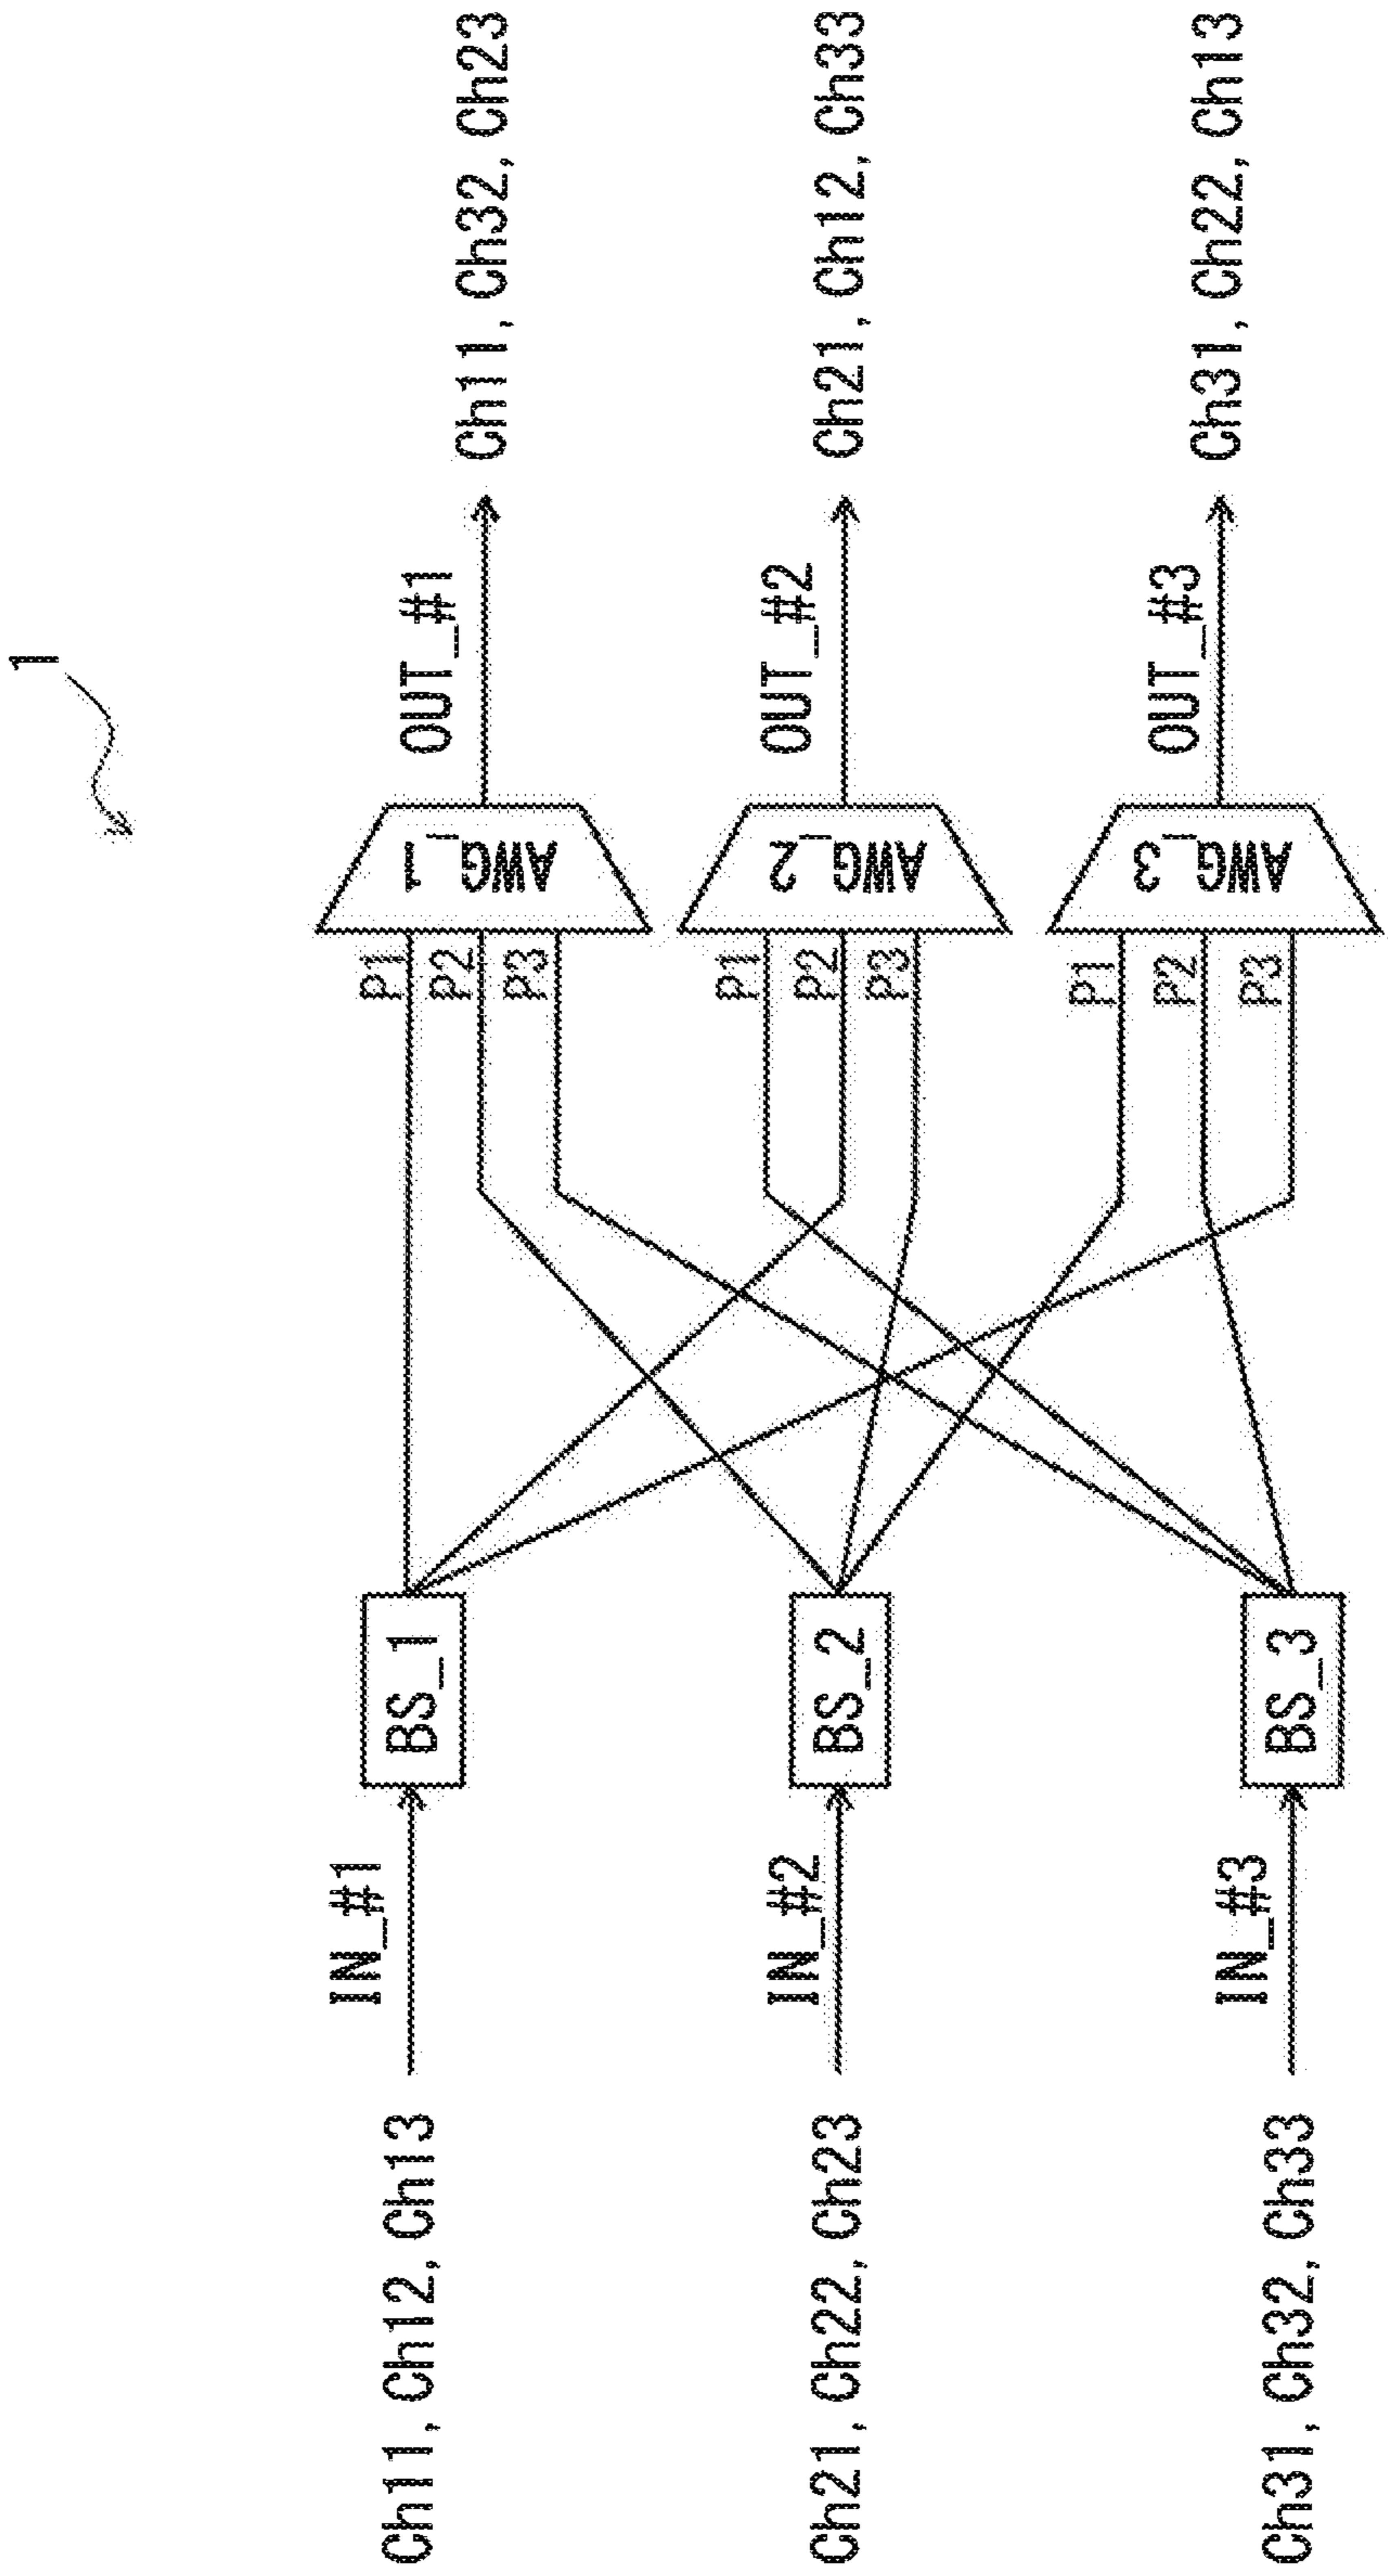 1
Ch11, Ch12, Ch13
IN_#1
BS_1
P1
P2
P3
AWG_1
OUT_#1
Ch11, Ch32, Ch23
Ch21, Ch22, Ch23
IN_#2
BS_2
P1
P2
P3
AWG_2
OUT_#2
Ch21, Ch12, Ch33
Ch31, Ch32, Ch33
IN_#3
BS_3
P1
P2
P3
AWG_3
OUT_#3
Ch31, Ch22, Ch13